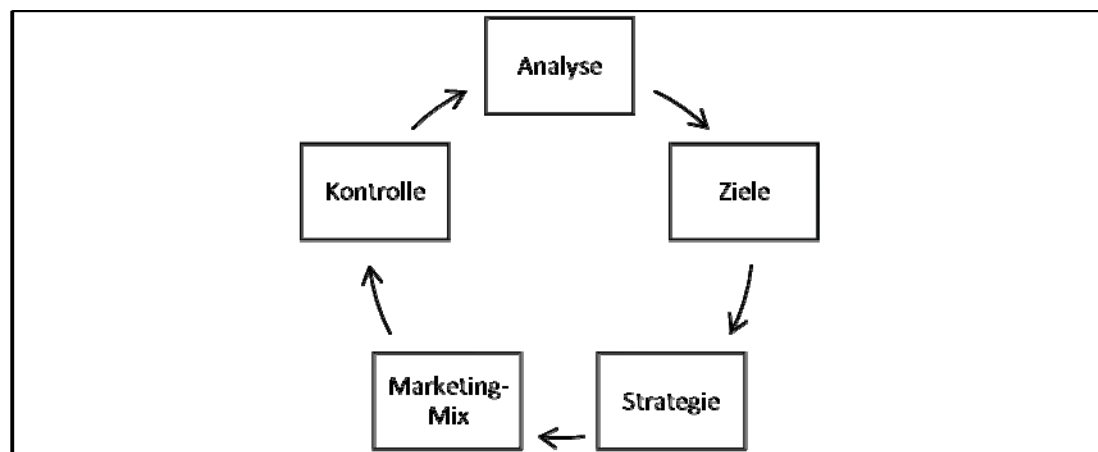 Analyse
Kontrolle
Ziele
Marketing-
Mix
Strategie